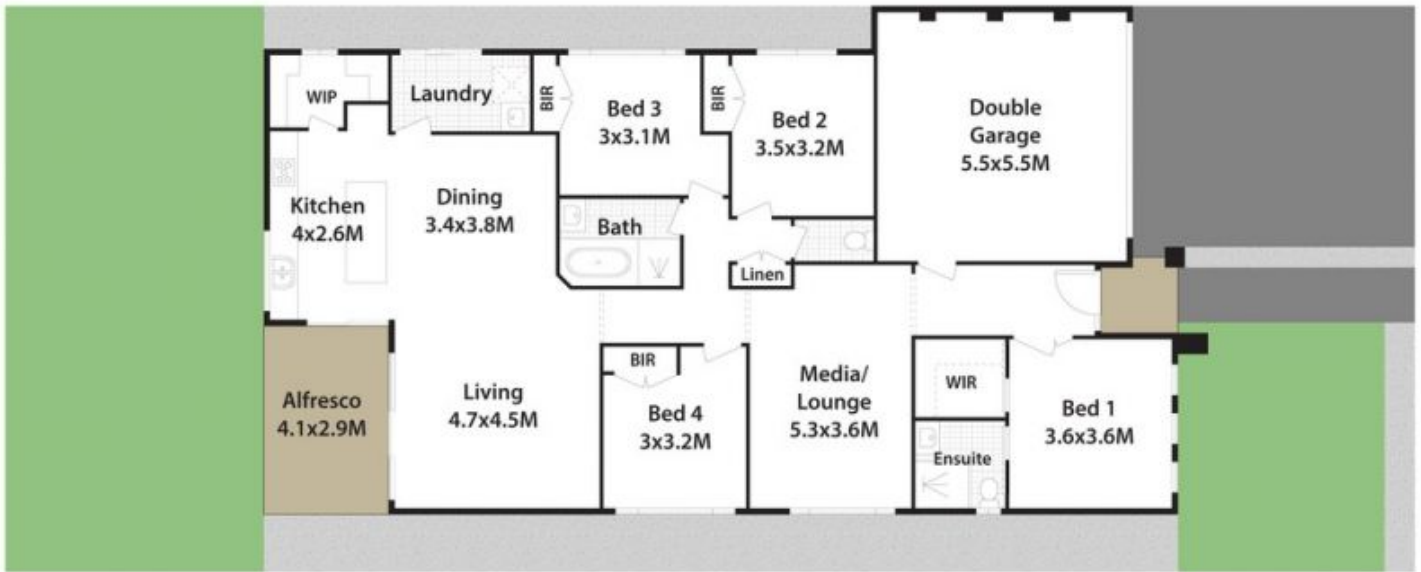 WIP
Laundry
BIR
Bed 3
3x3.1M
BIR
Bed 2
3.5x3.2M
Double
Garage
5.5x5.5M
Kitchen
4x2.6M
Dining
3.4x3.8M
Bath
Linen
Alfresco
4.1x2.9M
Living
4.7x4.5M
BIR
Bed 4
3x3.2M
Media/
Lounge
5.3x3.6M
WIR
Ensuite
Bed 1
3.6x3.6M